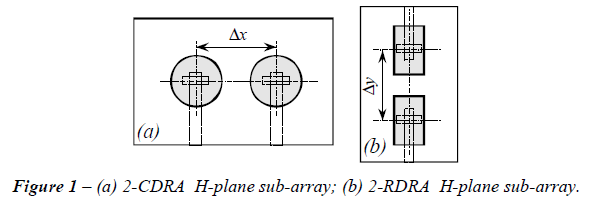 Δx
(a)
Δy
(b)
Figure 1 – (a) 2-CDRA H-plane sub-array; (b) 2-RDRA H-plane sub-array.